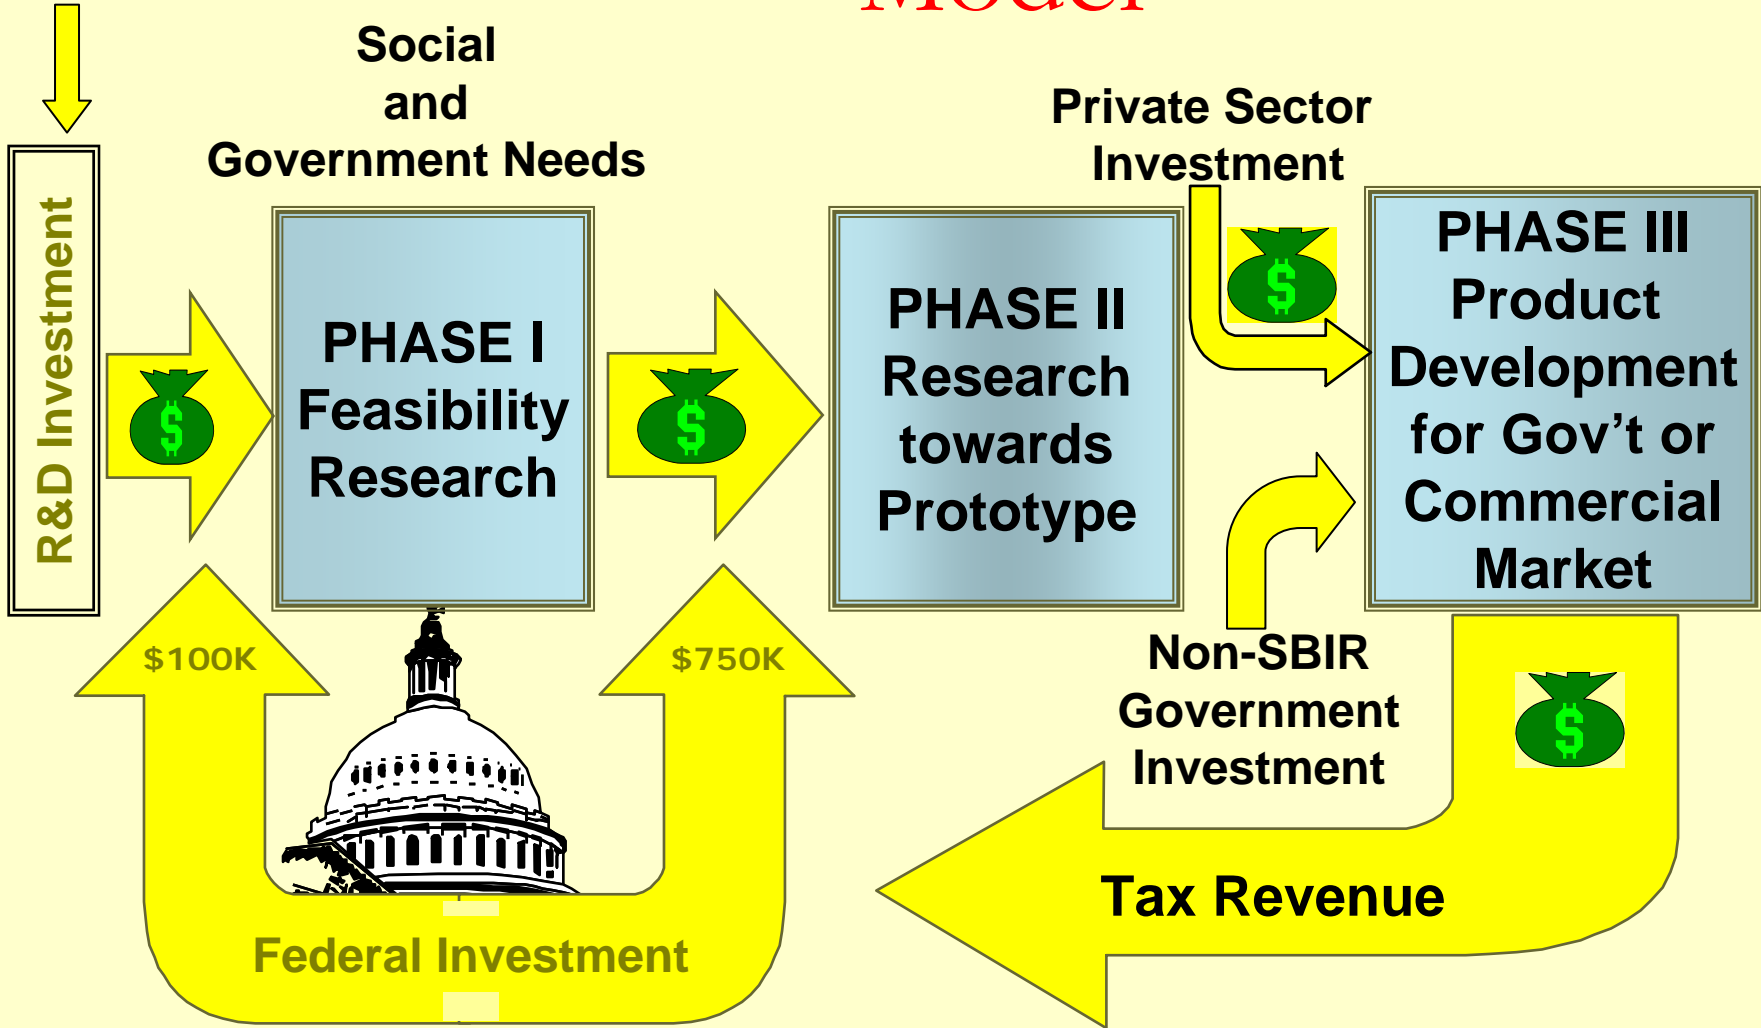 Model
Social
and
Government Needs
Private Sector
Investment
R&D Investment
$
PHASE I
Feasibility
Research
$
PHASE II
Research
towards
Prototype
$
PHASE III
Product
Development
for Gov’t or
Commercial
Market
$100K
$750K
Non-SBIR
Government
Investment
$
Tax Revenue
Federal Investment